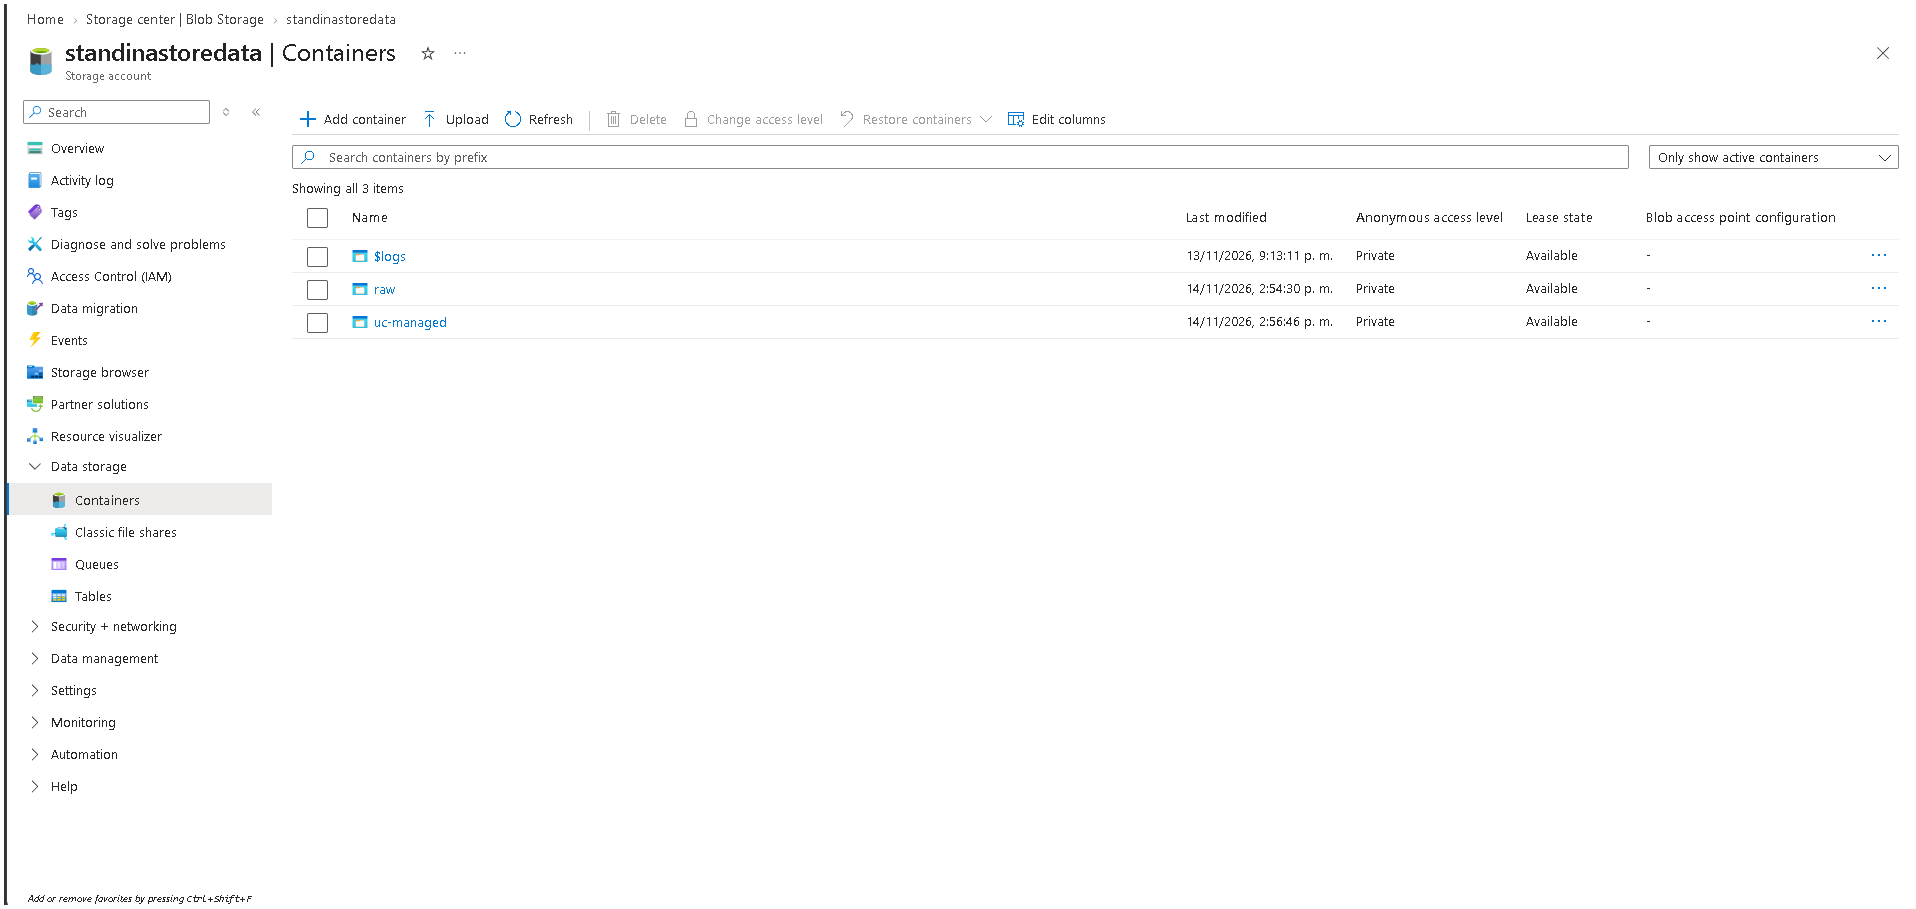 Home › Storage center | Blob Storage › standinastoredata
standinastoredata | Containers
Storage account
Search
Overview
Activity log
Tags
Diagnose and solve problems
Access Control (IAM)
Data migration
Events
Storage browser
Partner solutions
Resource visualizer
Data storage
Containers
Classic file shares
Queues
Tables
Security + networking
Data management
Settings
Monitoring
Automation
Help
Add or remove favorites by pressing Ctrl+Shift+F
Add container Upload Refresh Delete Change access level Restore containers Edit columns
Search containers by prefix Only show active containers
Showing all 3 items
Name Last modified Anonymous access level Lease state Blob access point configuration
$logs 13/11/2026, 9:13:11 p. m. Private Available -
raw 14/11/2026, 2:54:30 p. m. Private Available -
uc-managed 14/11/2026, 2:56:46 p. m. Private Available -